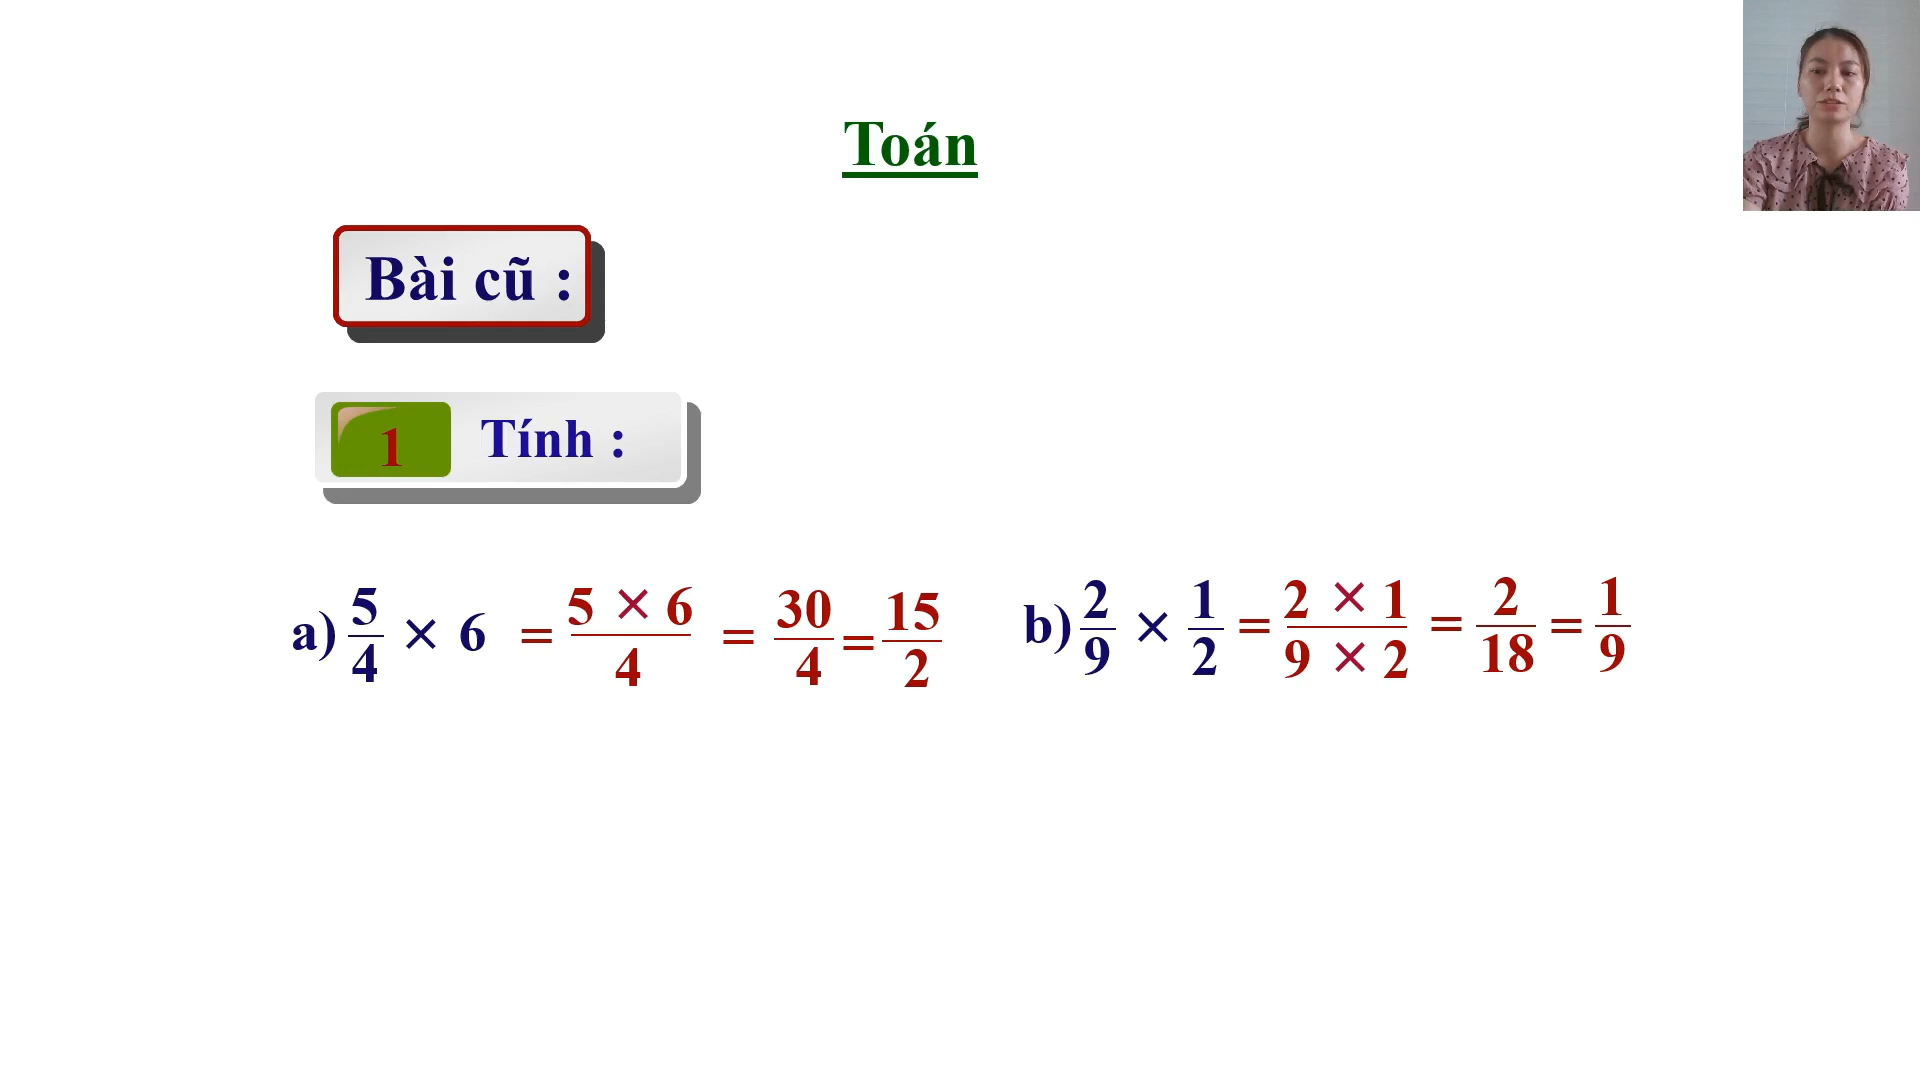 Toán
Bài cũ :
1 Tính :
a) 5/4 × 6 = 5 × 6/4 = 30/4 = 15/2
b) 2/9 × 1/2 = 2 × 1/9 × 2 = 2/18 = 1/9